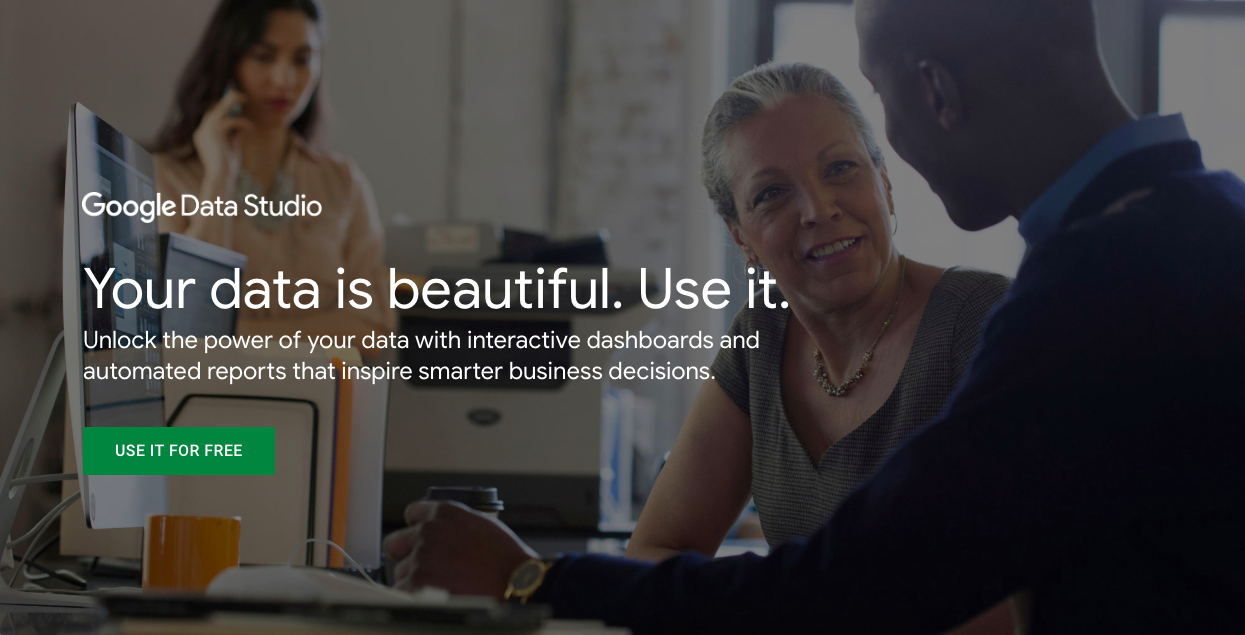 Google Data Studio
Your data is beautiful. Use it.
Unlock the power of your data with interactive dashboards and
automated reports that inspire smarter business decisions.
USE IT FOR FREE